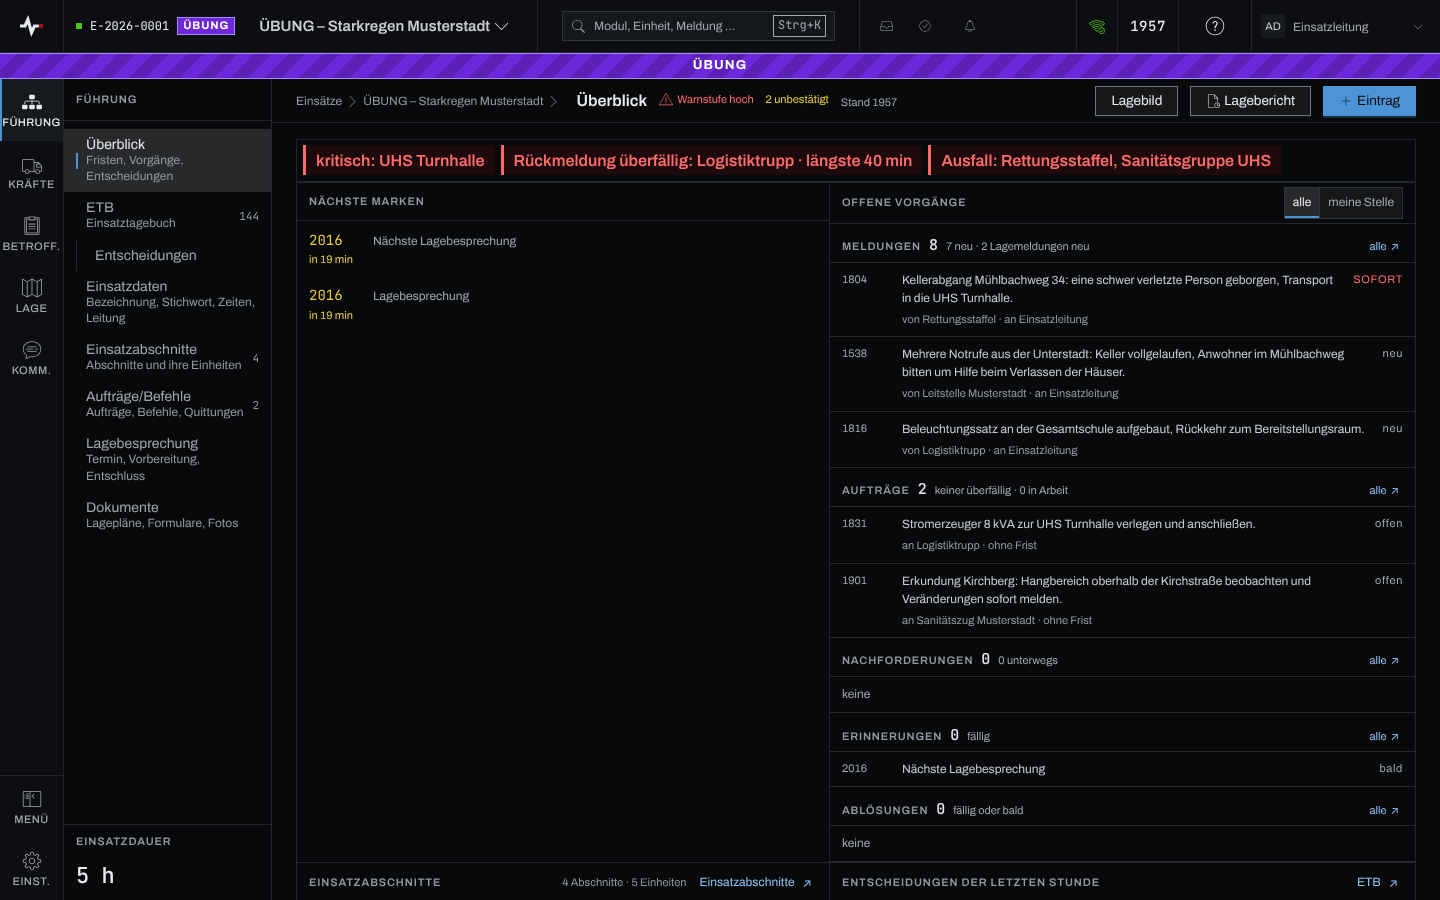 E-2026-0001 ÜBUNG ÜBUNG – Starkregen Musterstadt Modul, Einheit, Meldung ... Strg+K 1957 ? AD Einsatzleitung
ÜBUNG
FÜHRUNG
KRÄFTE
BETROFF.
LAGE
KOMM.
MENÜ
EINST.
FÜHRUNG
Überblick
Fristen, Vorgänge,
Entscheidungen
ETB
Einsatztagebuch 144
Entscheidungen
Einsatzdaten
Bezeichnung, Stichwort, Zeiten,
Leitung
Einsatzabschnitte
Abschnitte und ihre Einheiten 4
Aufträge/Befehle
Aufträge, Befehle, Quittungen 2
Lagebesprechung
Termin, Vorbereitung,
Entschluss
Dokumente
Lagepläne, Formulare, Fotos
EINSATZDAUER
5 h
Einsätze ÜBUNG – Starkregen Musterstadt Überblick Warnstufe hoch 2 unbestätigt Stand 1957 Lagebild Lagebericht + Eintrag
kritisch: UHS Turnhalle Rückmeldung überfällig: Logistiktrupp · längste 40 min Ausfall: Rettungsstaffel, Sanitätsgruppe UHS
NÄCHSTE MARKEN
2016 Nächste Lagebesprechung
in 19 min
2016 Lagebesprechung
in 19 min
EINSATZABSCHNITTE 4 Abschnitte · 5 Einheiten Einsatzabschnitte ↗
OFFENE VORGÄNGE alle meine Stelle
MELDUNGEN 8 7 neu · 2 Lagemeldungen neu alle ↗
1804 Kellerabgang Mühlbachweg 34: eine schwer verletzte Person geborgen, Transport SOFORT
in die UHS Turnhalle.
von Rettungsstaffel · an Einsatzleitung
1538 Mehrere Notrufe aus der Unterstadt: Keller vollgelaufen, Anwohner im Mühlbachweg neu
bitten um Hilfe beim Verlassen der Häuser.
von Leitstelle Musterstadt · an Einsatzleitung
1816 Beleuchtungssatz an der Gesamtschule aufgebaut, Rückkehr zum Bereitstellungsraum. neu
von Logistiktrupp · an Einsatzleitung
AUFTRÄGE 2 keiner überfällig · 0 in Arbeit alle ↗
1831 Stromerzeuger 8 kVA zur UHS Turnhalle verlegen und anschließen. offen
an Logistiktrupp · ohne Frist
1901 Erkundung Kirchberg: Hangbereich oberhalb der Kirchstraße beobachten und offen
Veränderungen sofort melden.
an Sanitätszug Musterstadt · ohne Frist
NACHFORDERUNGEN 0 0 unterwegs alle ↗
keine
ERINNERUNGEN 0 fällig alle ↗
2016 Nächste Lagebesprechung bald
ABLÖSUNGEN 0 fällig oder bald alle ↗
keine
ENTSCHEIDUNGEN DER LETZTEN STUNDE ETB ↗